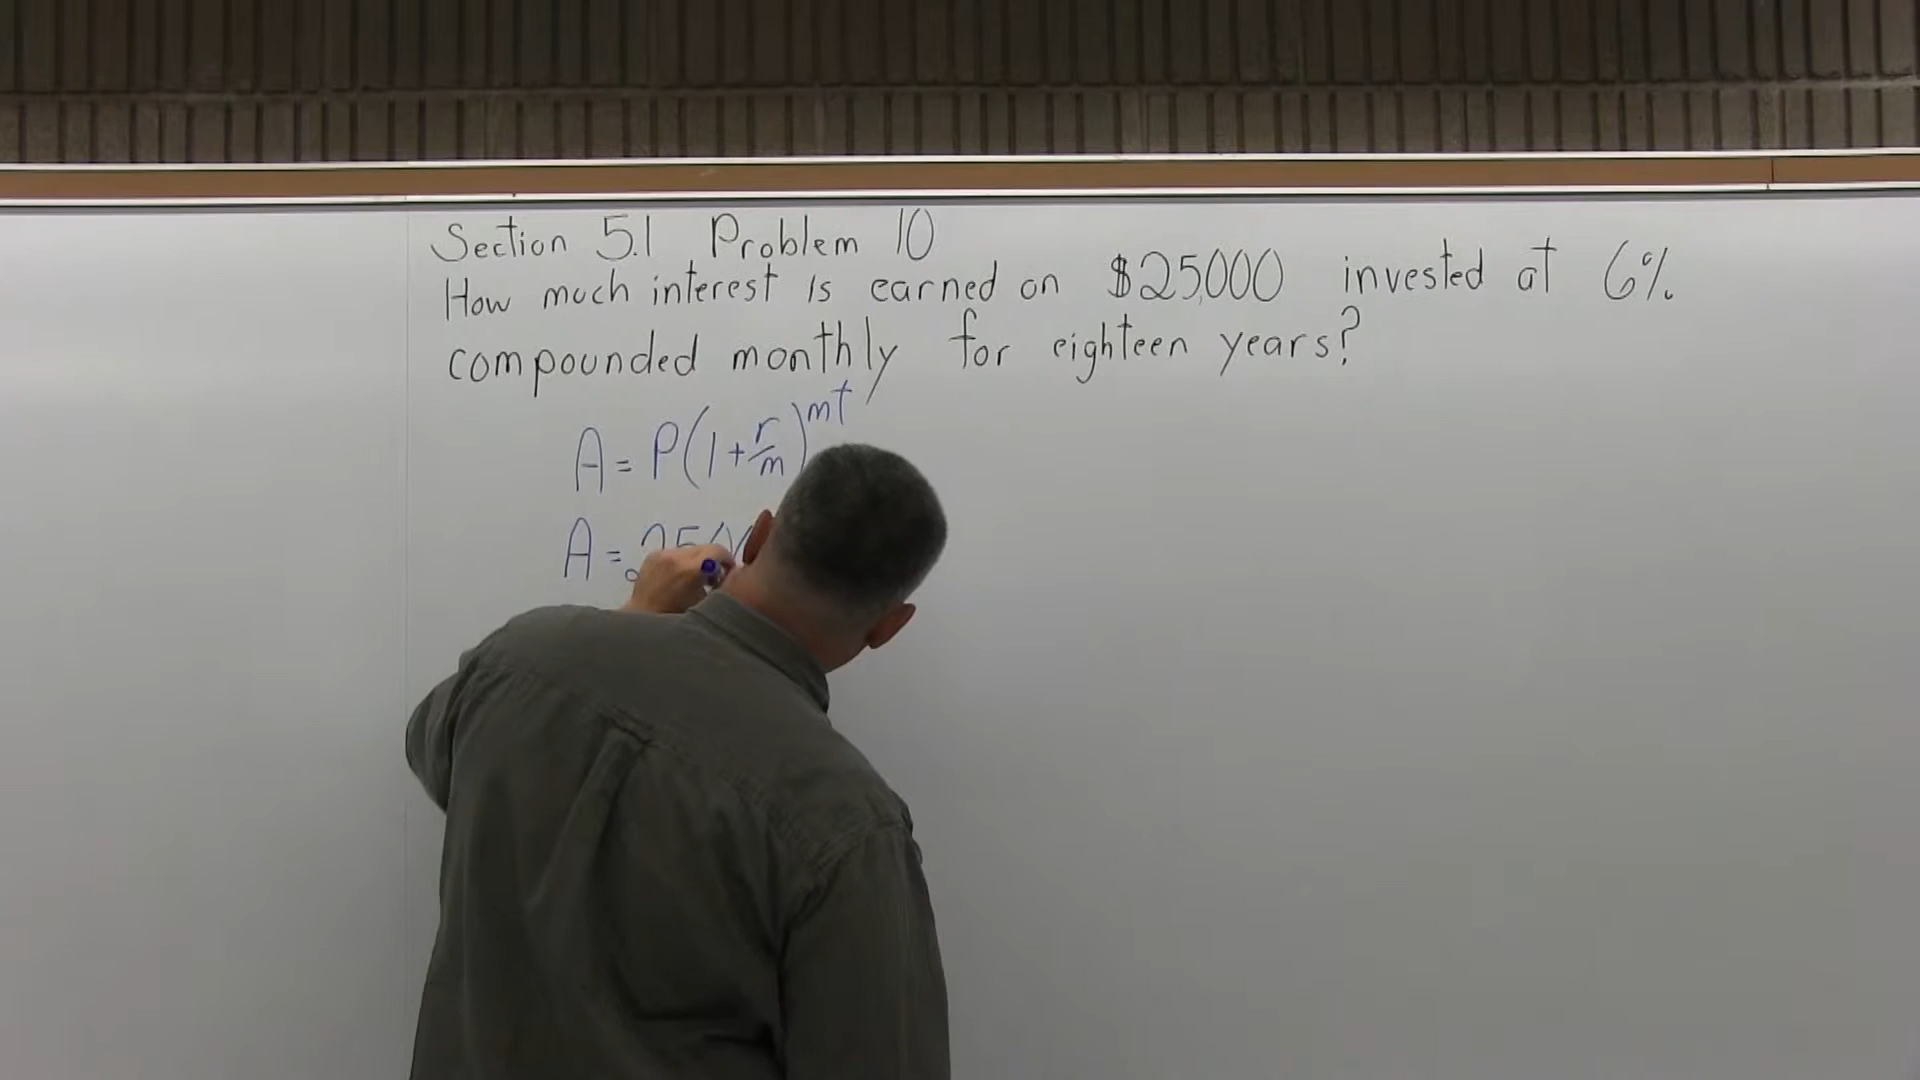 Section 5.1 Problem 10
How much interest is earned on $25,000 invested at 6%
compounded monthly for eighteen years?
A = P(1 + r/m)^mt
A = 250